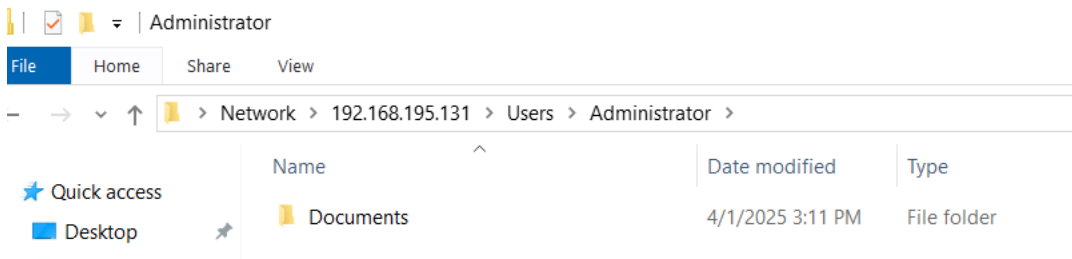 Administrator
File Home Share View
Network > 192.168.195.131 > Users > Administrator >
Name Date modified Type
Quick access
Documents 4/1/2025 3:11 PM File folder
Desktop